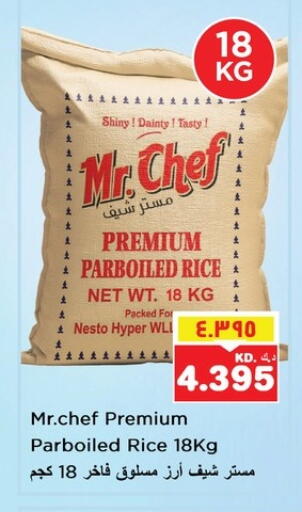 18
KG
Shiny ! Dainty ! Tasty !
Mr. Chef
مستر شيف
PREMIUM
PARBOILED RICE
NET WT. 18 KG
Packed For
Nesto Hyper WLL
٤.٣٩٥
KD. د.ك
4.395
Mr.chef Premium
Parboiled Rice 18Kg
مستر شيف أرز مسلوق فاخر 18 كجم